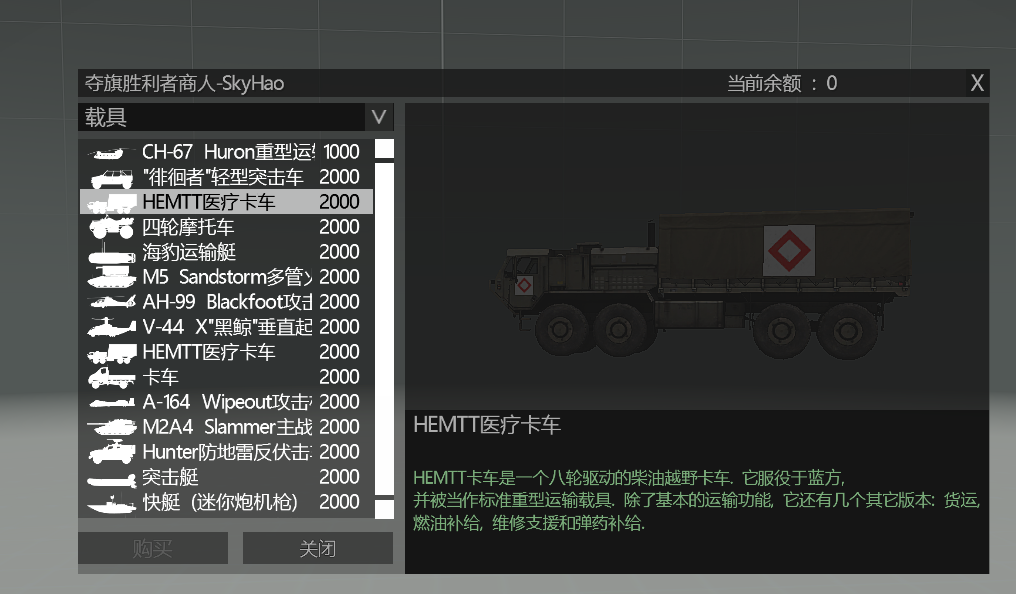 夺旗胜利者商人-SkyHao
当前余额 : 0
X
载具
V
CH-67 Huron重型运 1000
"徘徊者"轻型突击车 2000
HEMTT医疗卡车 2000
四轮摩托车 2000
海豹运输艇 2000
M5 Sandstorm多管 2000
AH-99 Blackfoot攻击 2000
V-44 X"黑鲸"垂直起 2000
HEMTT医疗卡车 2000
卡车 2000
A-164 Wipeout攻击 2000
M2A4 Slammer主战 2000
Hunter防地雷反伏击 2000
突击艇 2000
快艇 (迷你炮机枪) 2000
购买
关闭
HEMTT医疗卡车
HEMTT卡车是一个八轮驱动的柴油越野卡车. 它服役于蓝方,
并被当作标准重型运输载具. 除了基本的运输功能, 它还有几个其它版本: 货运,
燃油补给, 维修支援和弹药补给.